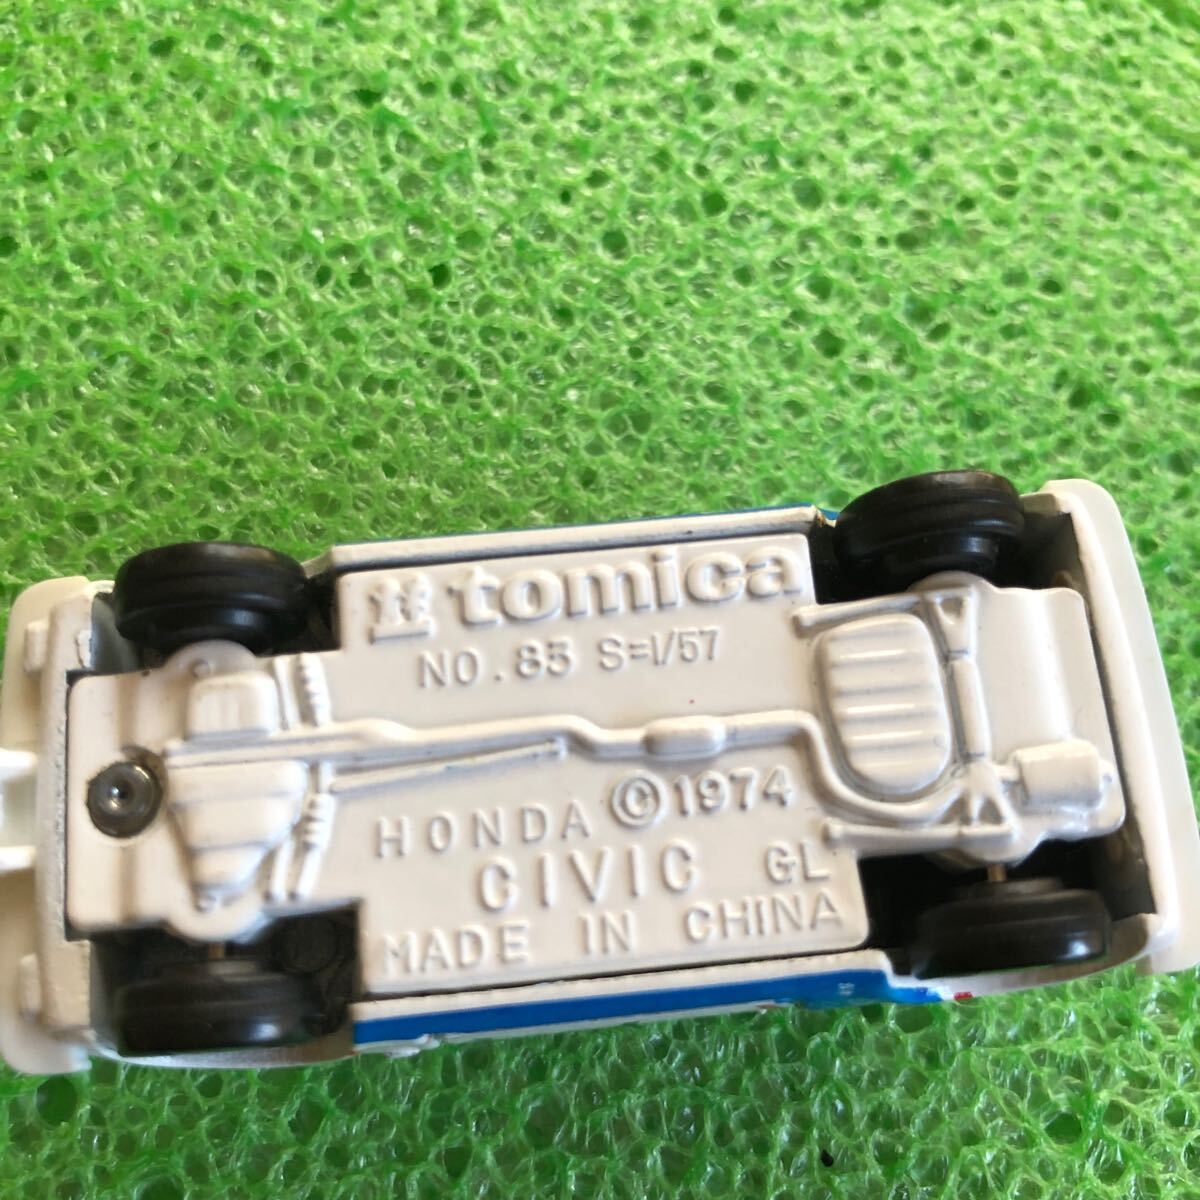 tomica
NO.83 S=1/57
HONDA ©1974
CIVIC GL
MADE IN CHINA